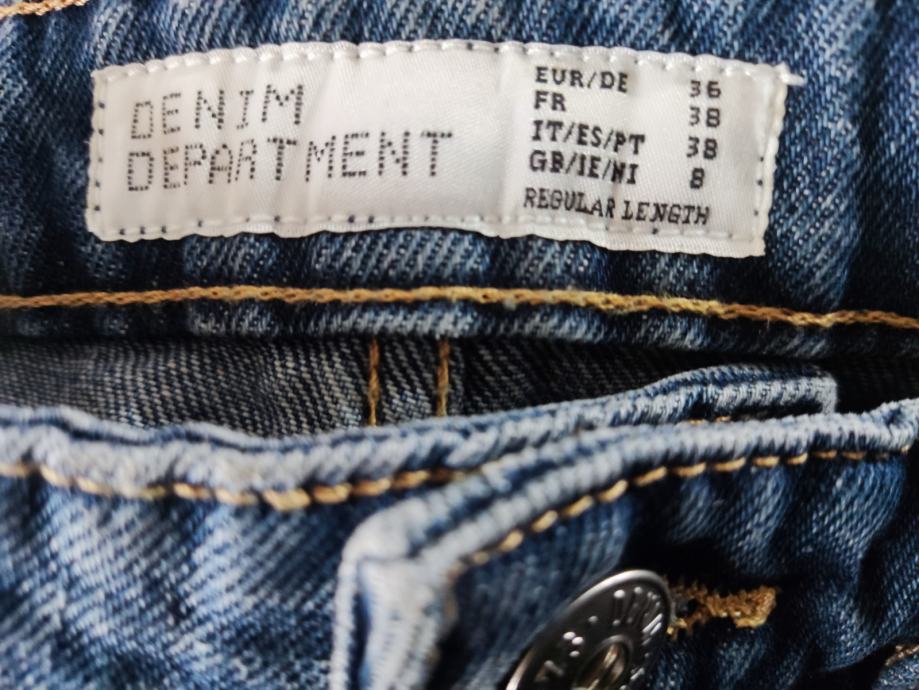 DENIM
DEPARTMENT
EUR/DE 36
FR 38
IT/ES/PT 38
GB/IE/NI 8
REGULAR LENGTH